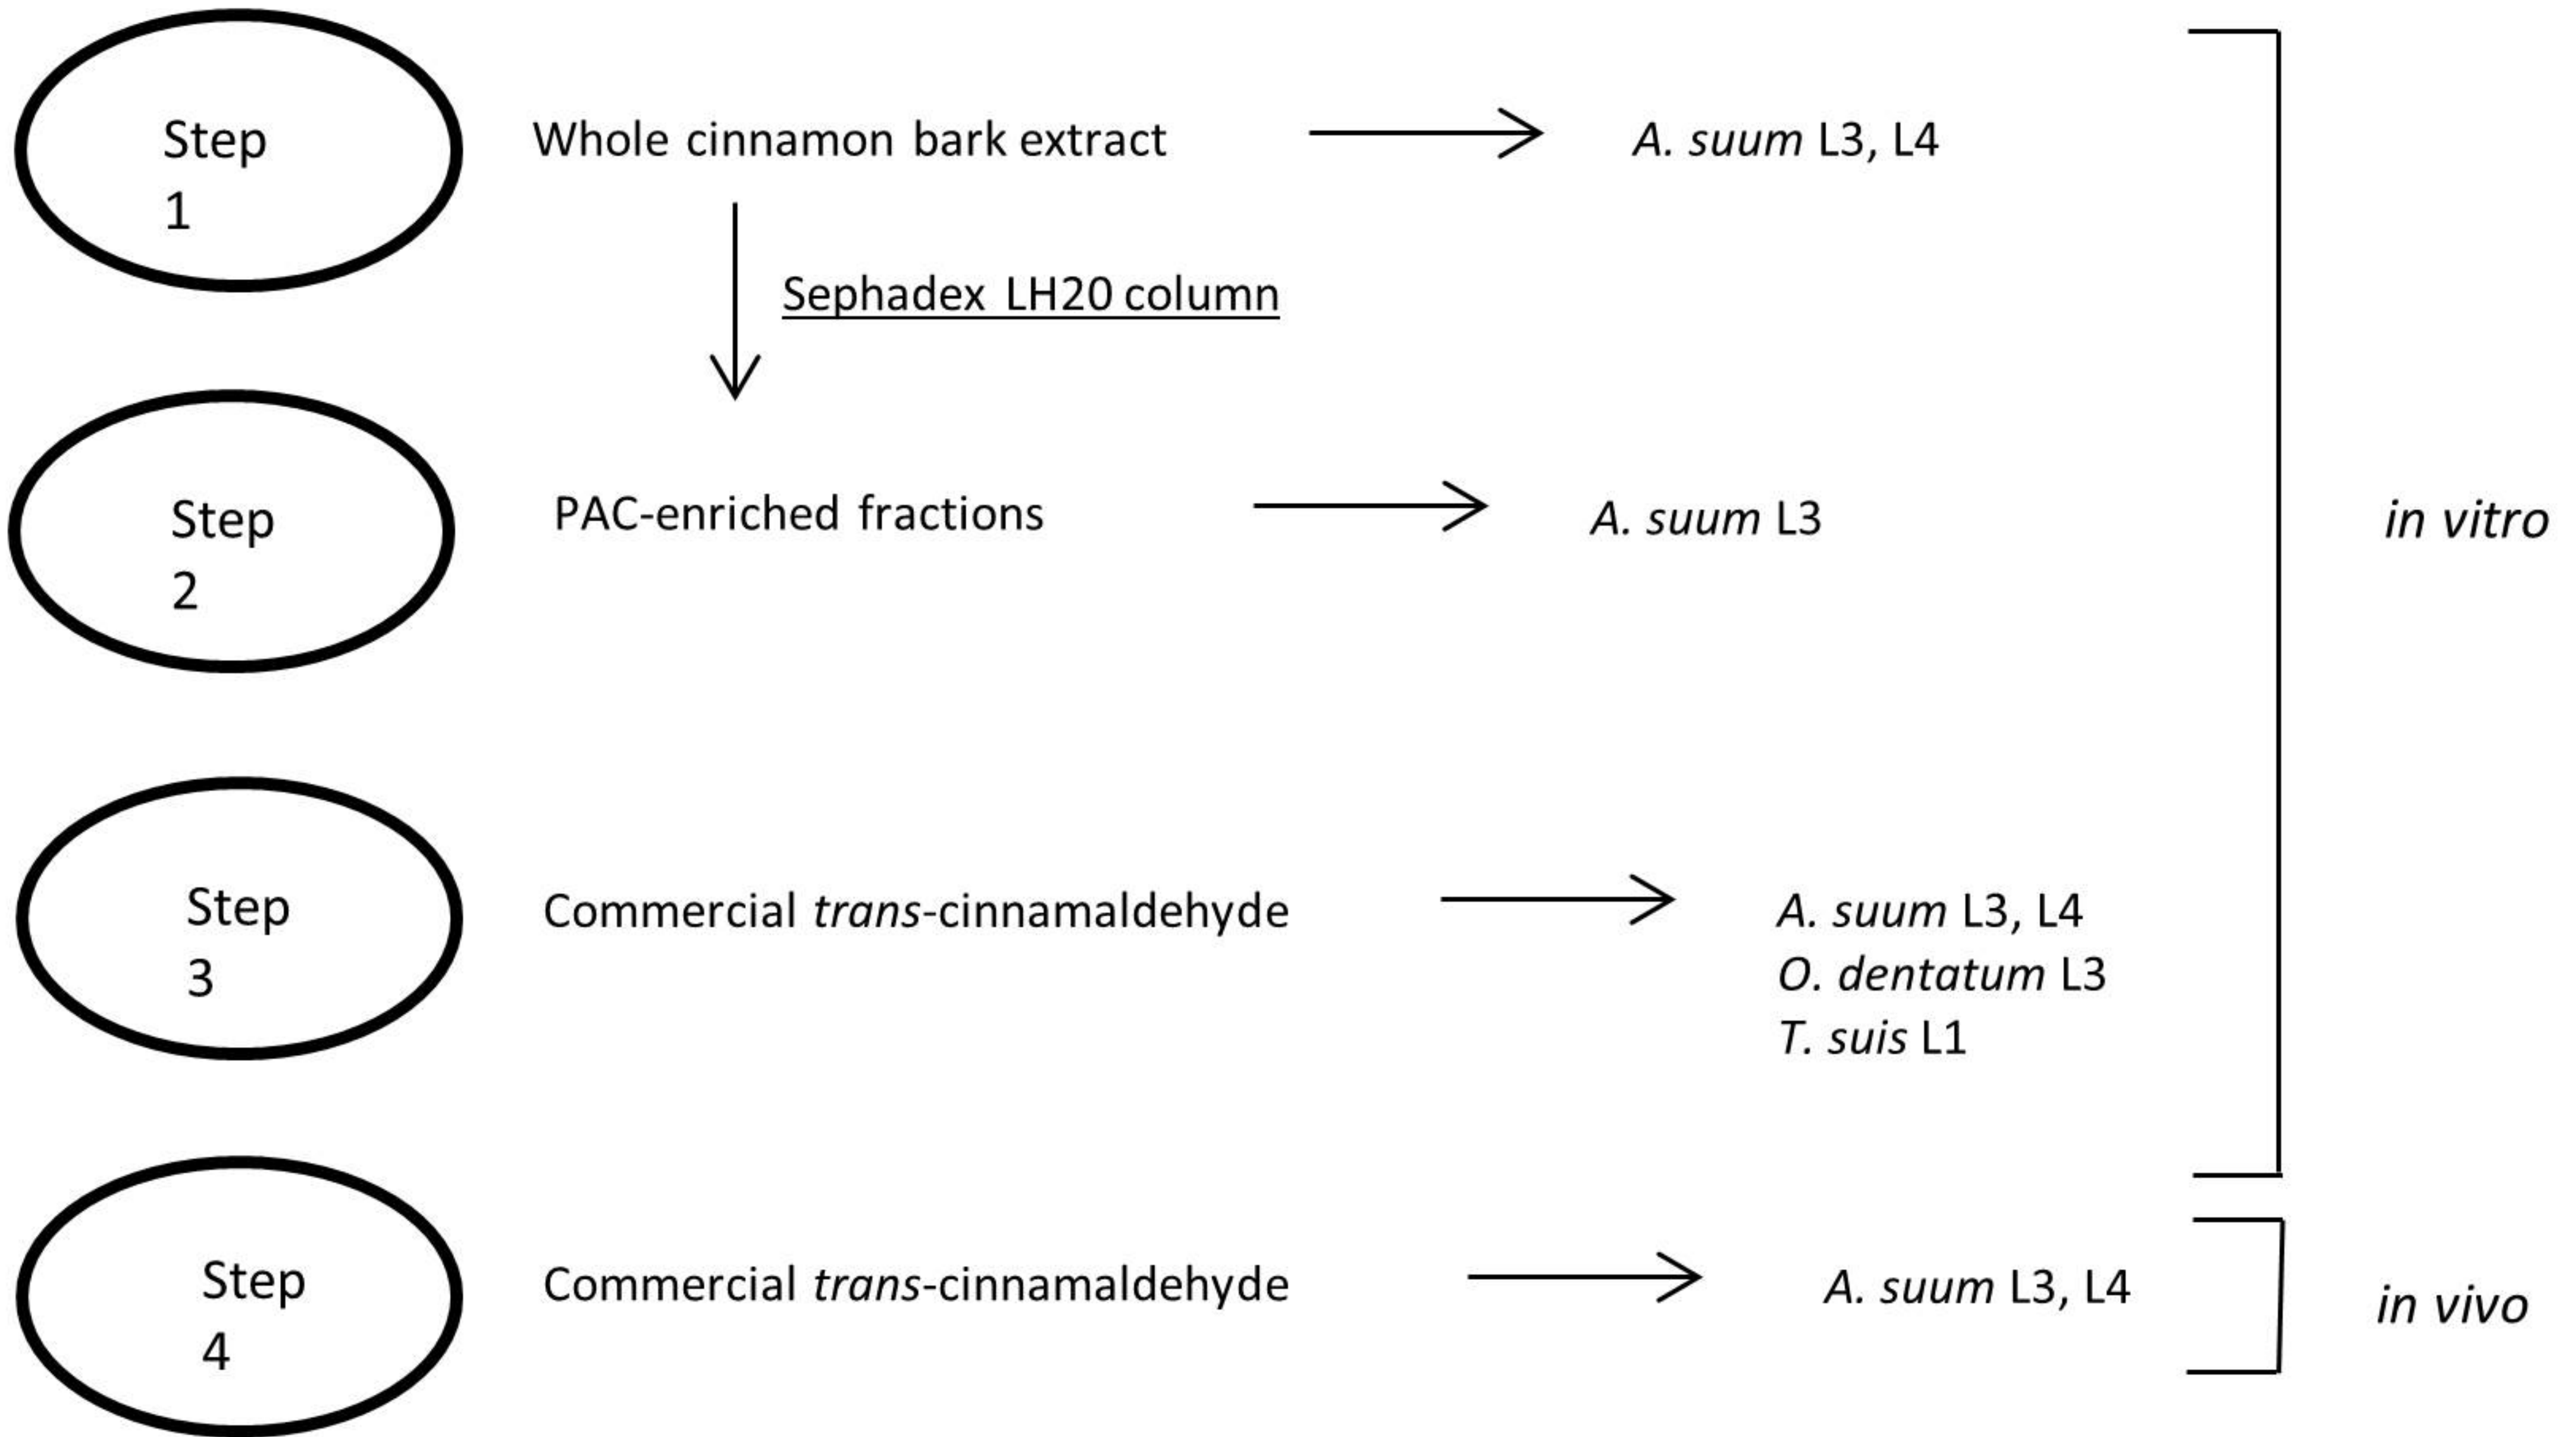 Step
1
Whole cinnamon bark extract
A. suum L3, L4
Sephadex LH20 column
Step
2
PAC-enriched fractions
A. suum L3
in vitro
Step
3
Commercial trans-cinnamaldehyde
A. suum L3, L4
O. dentatum L3
T. suis L1
Step
4
Commercial trans-cinnamaldehyde
A. suum L3, L4
in vivo